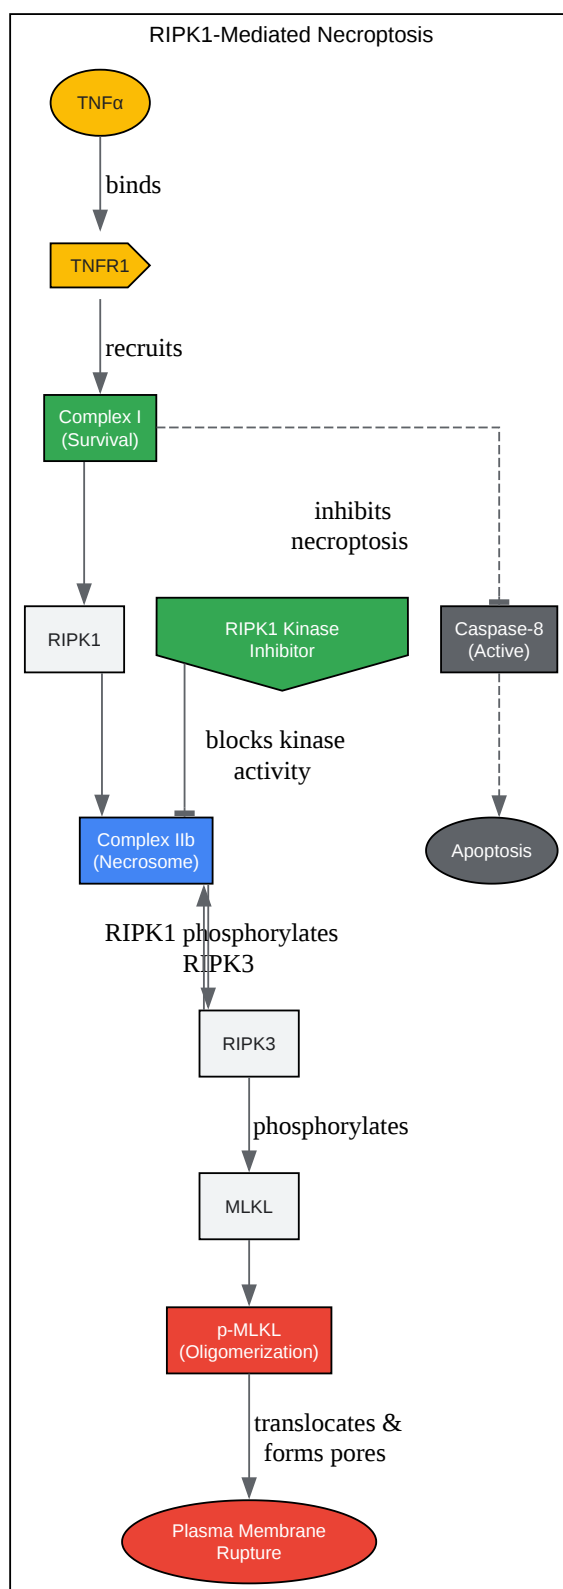 RIPK1-Mediated Necroptosis
TNFα
binds
TNFR1
recruits
Complex I
(Survival)
inhibits
necroptosis
RIPK1
RIPK1 Kinase
Inhibitor
Caspase-8
(Active)
blocks kinase
activity
Complex IIb
(Necrosome)
Apoptosis
RIPK1 phosphorylates
RIPK3
RIPK3
phosphorylates
MLKL
p-MLKL
(Oligomerization)
translocates &
forms pores
Plasma Membrane
Rupture